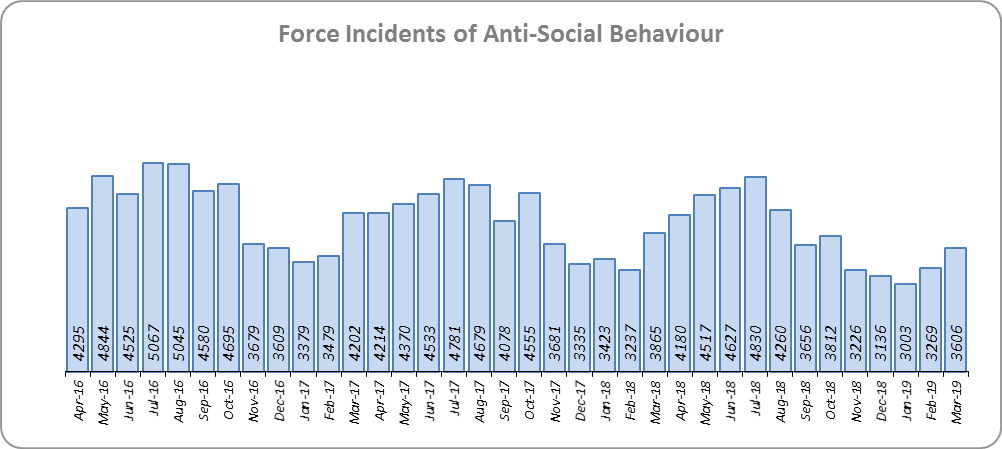 Force Incidents of Anti-Social Behaviour
4295
4844
4525
5067
5045
4580
4695
3679
3609
3379
3479
4202
4214
4370
4533
4781
4679
4078
4555
3681
3335
3423
3237
3865
4180
4517
4627
4830
4260
3656
3812
3226
3136
3003
3269
3606
Apr-16
May-16
Jun-16
Jul-16
Aug-16
Sep-16
Oct-16
Nov-16
Dec-16
Jan-17
Feb-17
Mar-17
Apr-17
May-17
Jun-17
Jul-17
Aug-17
Sep-17
Oct-17
Nov-17
Dec-17
Jan-18
Feb-18
Mar-18
Apr-18
May-18
Jun-18
Jul-18
Aug-18
Sep-18
Oct-18
Nov-18
Dec-18
Jan-19
Feb-19
Mar-19